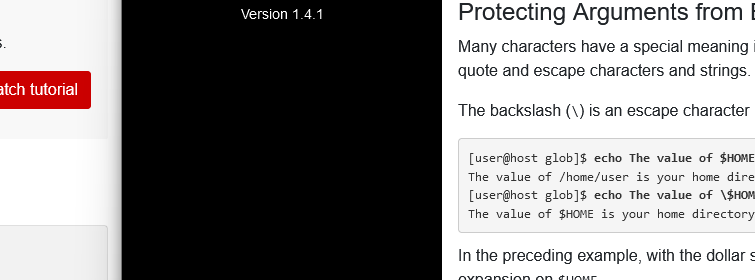 s.
atch tutorial
Version 1.4.1
Protecting Arguments from
Many characters have a special meaning
quote and escape characters and strings.
The backslash (\) is an escape character
[user@host glob]$ echo The value of $HOME
The value of /home/user is your home dire
[user@host glob]$ echo The value of \$HOM
The value of $HOME is your home directory
In the preceding example, with the dollar s
expansion on $HOME